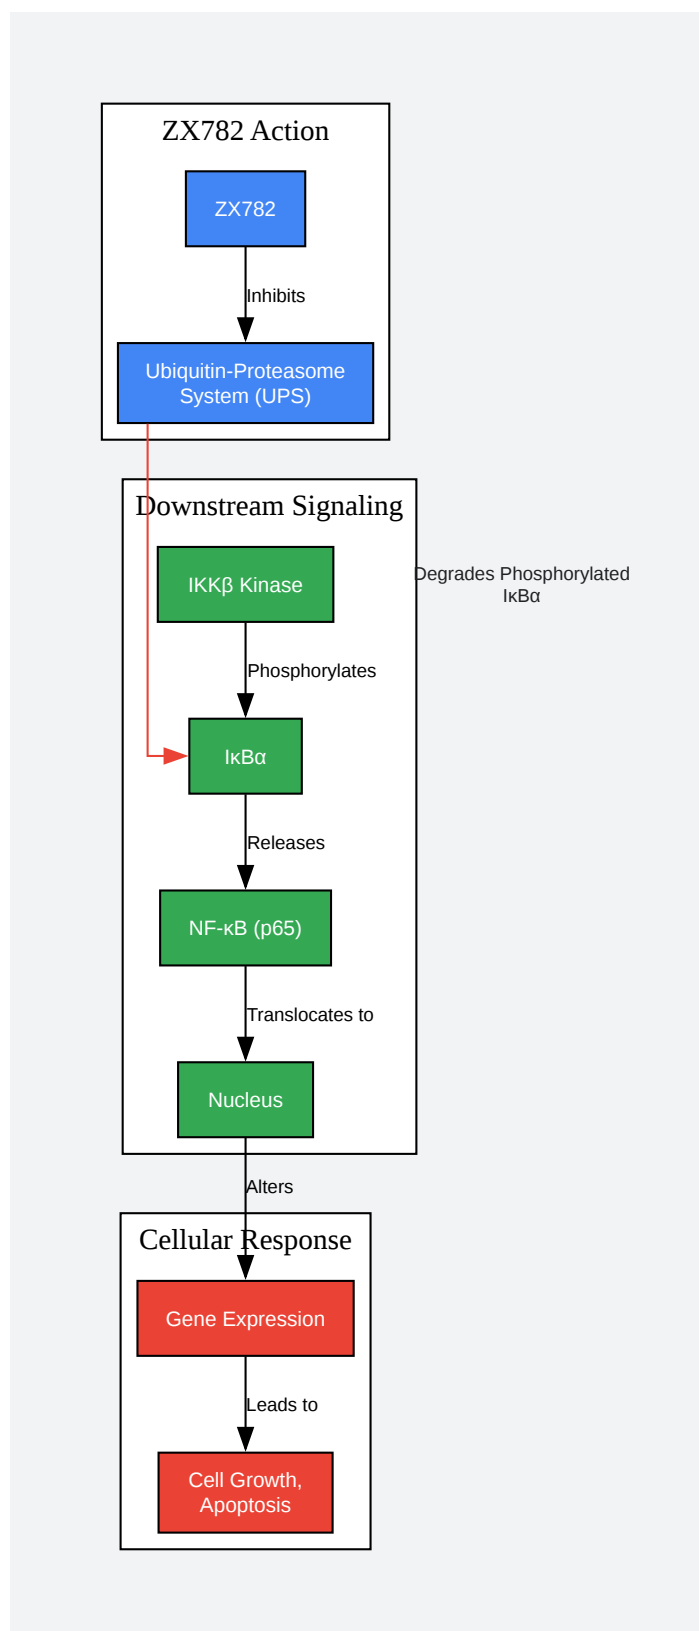 ZX782 Action
ZX782
Inhibits
Ubiquitin-Proteasome
System (UPS)
Downstream Signaling
IKKβ Kinase
Degrades Phosphorylated
IκBα
Phosphorylates
IκBα
Releases
NF-κB (p65)
Translocates to
Nucleus
Alters
Cellular Response
Gene Expression
Leads to
Cell Growth,
Apoptosis